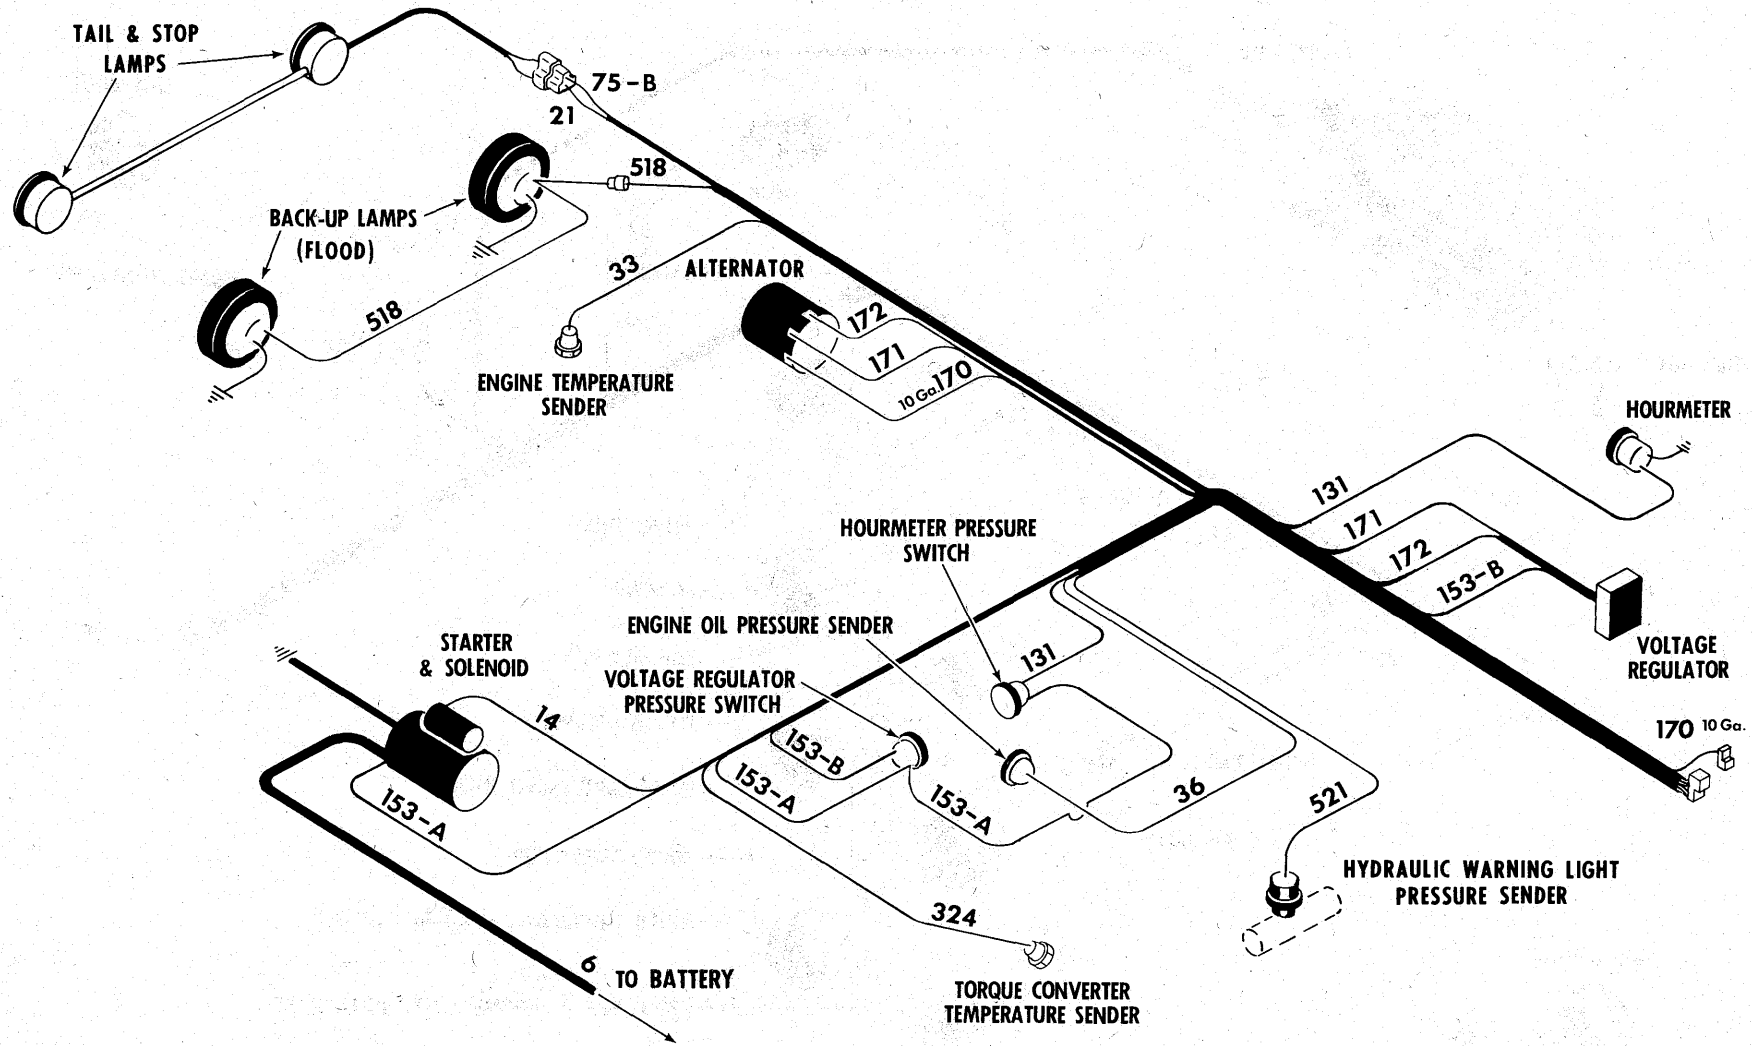 TAIL & STOP
LAMPS
75-B
21
518
BACK-UP LAMPS
(FLOOD)
33
ALTERNATOR
518
172
171
10 Ga. 170
ENGINE TEMPERATURE
SENDER
HOURMETER
131
171
172
153-B
HOURMETER PRESSURE
SWITCH
ENGINE OIL PRESSURE SENDER
STARTER
& SOLENOID
VOLTAGE REGULATOR
PRESSURE SWITCH
131
VOLTAGE
REGULATOR
14
170 10 Ga.
153-B
153-A
153-A
153-A
36
521
HYDRAULIC WARNING LIGHT
PRESSURE SENDER
324
6 TO BATTERY
TORQUE CONVERTER
TEMPERATURE SENDER